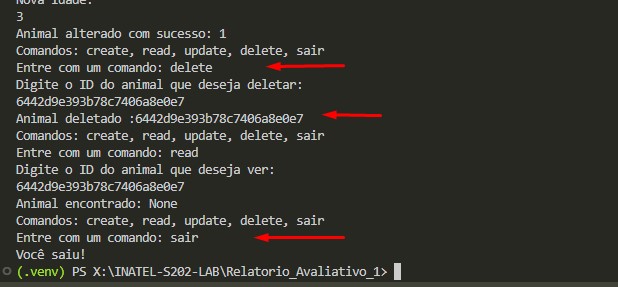 Nova idade:
3
Animal alterado com sucesso: 1
Comandos: create, read, update, delete, sair
Entre com um comando: delete
Digite o ID do animal que deseja deletar:
6442d9e393b78c7406a8e0e7
Animal deletado :6442d9e393b78c7406a8e0e7
Comandos: create, read, update, delete, sair
Entre com um comando: read
Digite o ID do animal que deseja ver:
6442d9e393b78c7406a8e0e7
Animal encontrado: None
Comandos: create, read, update, delete, sair
Entre com um comando: sair
Você saiu!
(.venv) PS X:\INATEL-S202-LAB\Relatorio_Avaliativo_1>